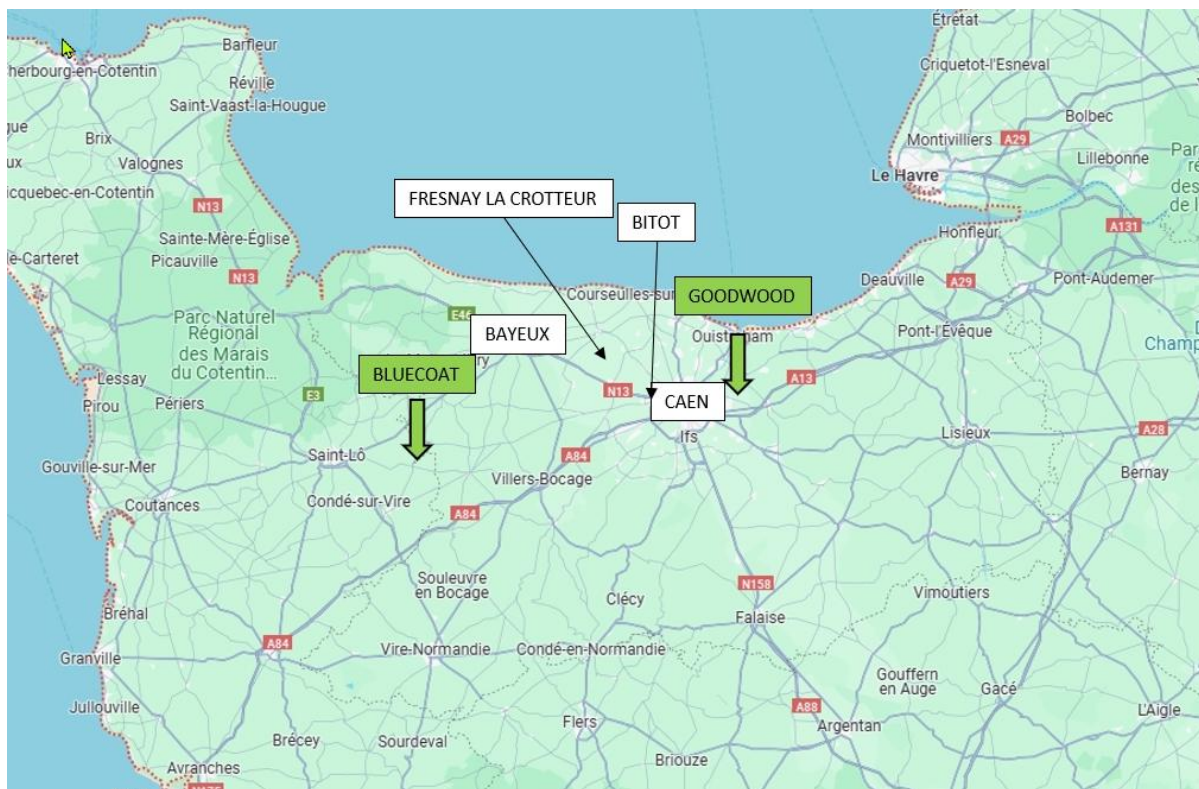 Étretat
Barfleur
Cherbourg-en-Cotentin
Criquetot-l'Esneval
Réville
Saint-Vaast-la-Hougue
Bolbec
Brix
Montivilliers
A29
Lillebonne
Valognes
Le Havre
FRESNAY LA CROTTEUR
N13
BITOT
A131
Sainte-Mère-Église
Honfleur
Picauville
N13
Deauville
A29
Pont-Audemer
GOODWOOD
Courseulles-su
E46
Parc Naturel
Régional
des Marais
du Cotentin...
BAYEUX
Ouistreham
Pont-l'Évêque
Champ
BLUECOAT
Lessay
A13
N13
E3
Pirou
Périers
CAEN
A28
Ifs
Lisieux
Saint-Lô
A84
Gouville-sur-Mer
Villers-Bocage
Bernay
Coutances
Condé-sur-Vire
A84
Souleuvre
en Bocage
N158
Clécy
Vimoutiers
Bréhal
Falaise
A84
Vire-Normandie
Condé-en-Normandie
Granville
Gouffern
en Auge
Gacé
Jullouville
A88
L'Aigle
Flers
Argentan
Brécey
Sourdeval
Briouze
Avranches